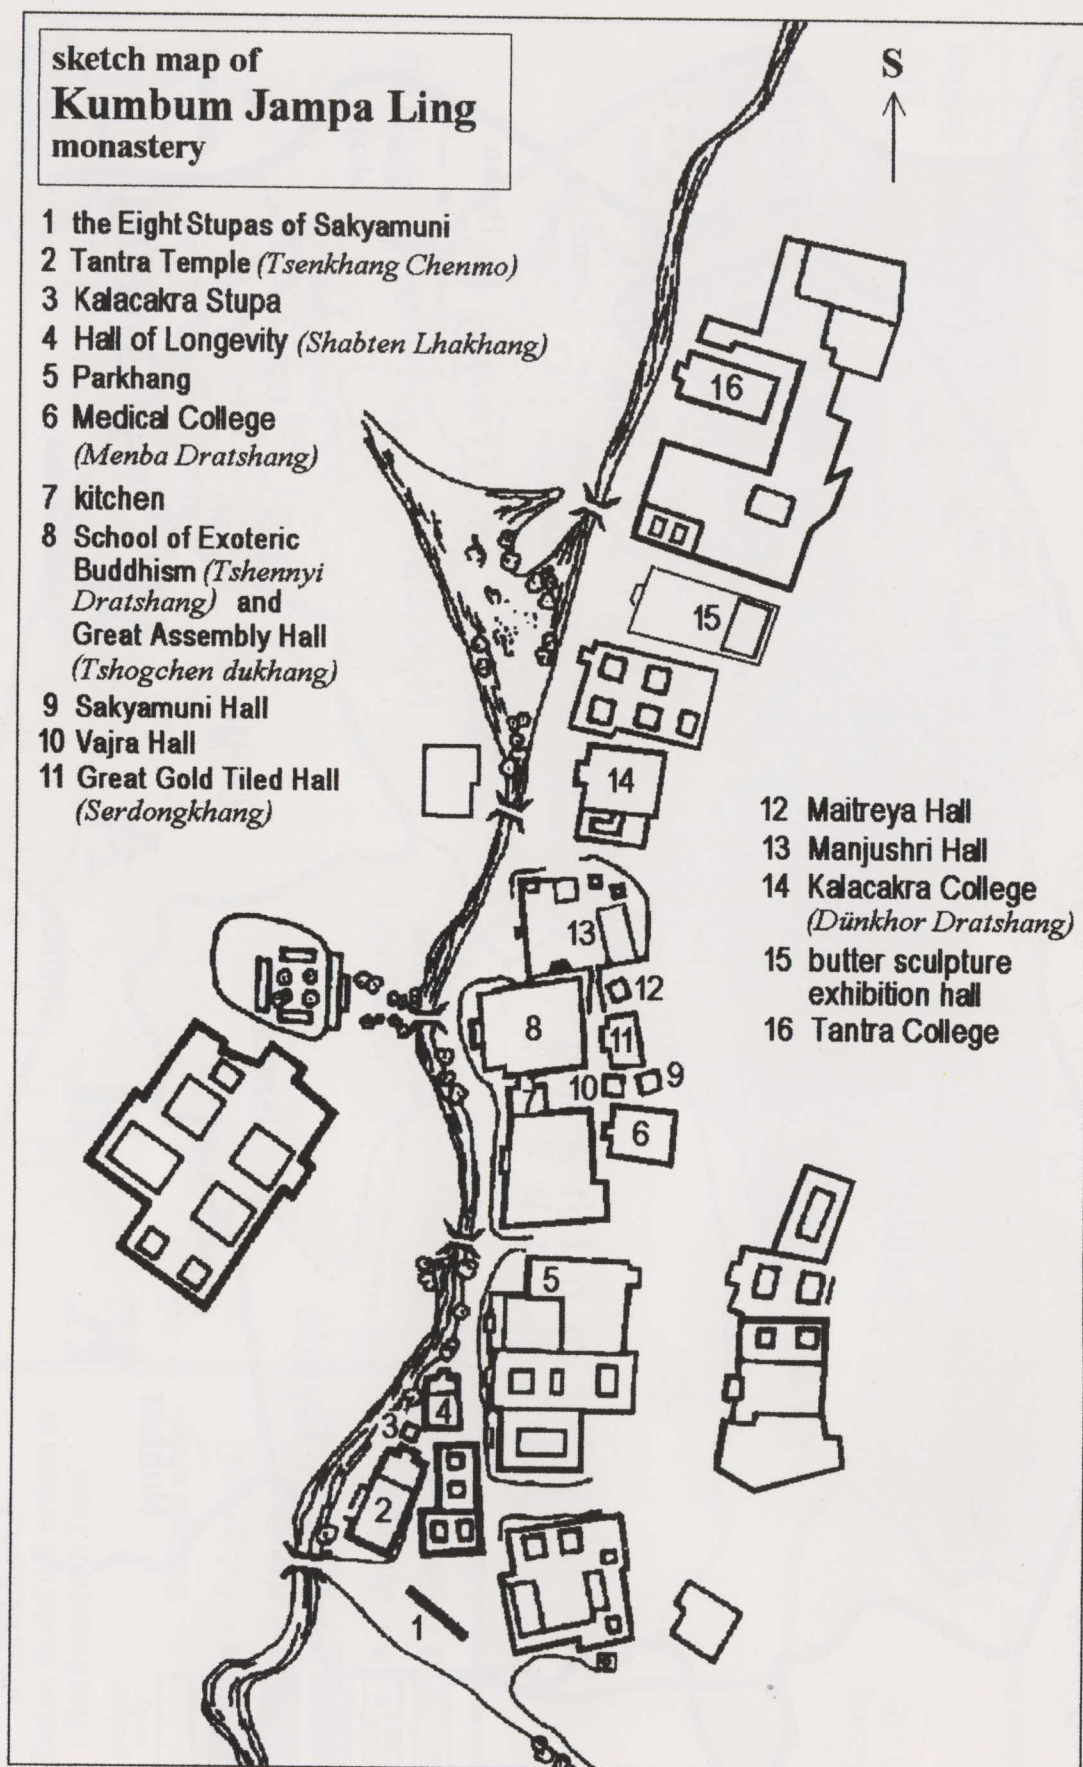 sketch map of
Kumbum Jampa Ling
monastery
S
1 the Eight Stupas of Sakyamuni
2 Tantra Temple (Tsenkhang Chenmo)
3 Kalacakra Stupa
4 Hall of Longevity (Shabten Lhakhang)
5 Parkhang
6 Medical College
(Menba Dratshang)
7 kitchen
8 School of Exoteric
Buddhism (Tshennyi
Dratshang) and
Great Assembly Hall
(Tshogchen dukhang)
9 Sakyamuni Hall
10 Vajra Hall
11 Great Gold Tiled Hall
(Serdongkhang)
12 Maitreya Hall
13 Manjushri Hall
14 Kalacakra College
(Dünkhor Dratshang)
15 butter sculpture
exhibition hall
16 Tantra College
16
15
14
13
12
8
11
10
9
7
6
5
4
3
2
1